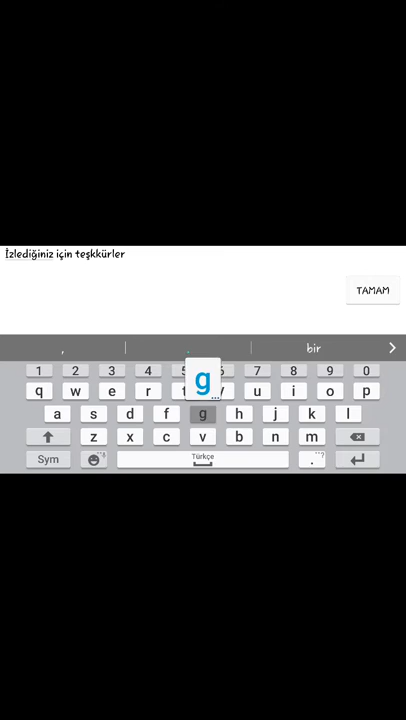 İzlediğiniz için teşkkürler
TAMAM
, . bir
1 2 3 4 5 6 7 8 9 0
g
q w e r t y u i o p
a s d f g h j k l
z x c v b n m
Sym Türkçe . ?